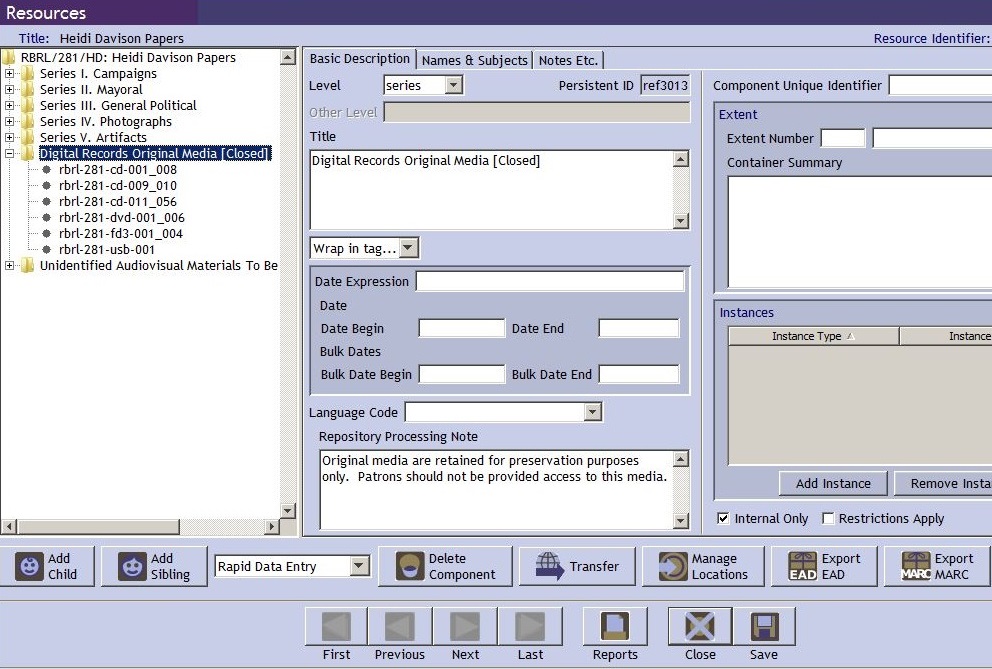 Resources
Title: Heidi Davison Papers
Resource Identifier:
RBRL/281/HD: Heidi Davison Papers
Series I. Campaigns
Series II. Mayoral
Series III. General Political
Series IV. Photographs
Series V. Artifacts
Digital Records Original Media [Closed]
rbrl-281-cd-001_008
rbrl-281-cd-009_010
rbrl-281-cd-011_056
rbrl-281-dvd-001_006
rbrl-281-fd3-001_004
rbrl-281-usb-001
Unidentified Audiovisual Materials To Be
Basic Description Names & Subjects Notes Etc.
Level series Persistent ID ref3013
Other Level
Title
Digital Records Original Media [Closed]
Wrap in tag...
Date Expression
Date
Date Begin Date End
Bulk Dates
Bulk Date Begin Bulk Date End
Language Code
Repository Processing Note
Original media are retained for preservation purposes
only. Patrons should not be provided access to this media.
Component Unique Identifier
Extent
Extent Number
Container Summary
Instances
Instance Type Instance
Add Instance Remove Insta
Internal Only Restrictions Apply
Add
Child
Add
Sibling
Rapid Data Entry
Delete
Component
Transfer
Manage
Locations
EAD
Export
EAD
MARC
Export
MARC
First Previous Next Last Reports Close Save